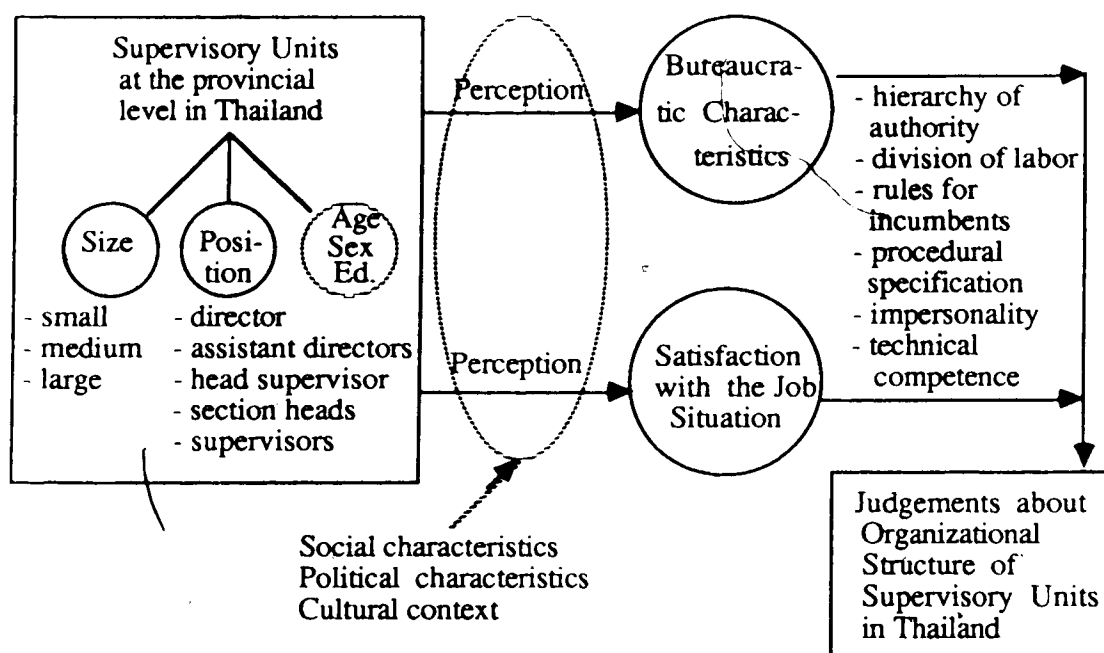 Supervisory Units
at the provincial
level in Thailand
Size
Posi-
tion
Age
Sex
Ed.
- small
- medium
- large
- director
- assistant directors
- head supervisor
- section heads
- supervisors
Perception
Perception
Social characteristics
Political characteristics
Cultural context
Bureaucra-
tic Charac-
teristics
Satisfaction
with the Job
Situation
- hierarchy of
authority
- division of labor
- rules for
incumbents
- procedural
specification
- impersonality
- technical
competence
Judgements about
Organizational
Structure of
Supervisory Units
in Thailand